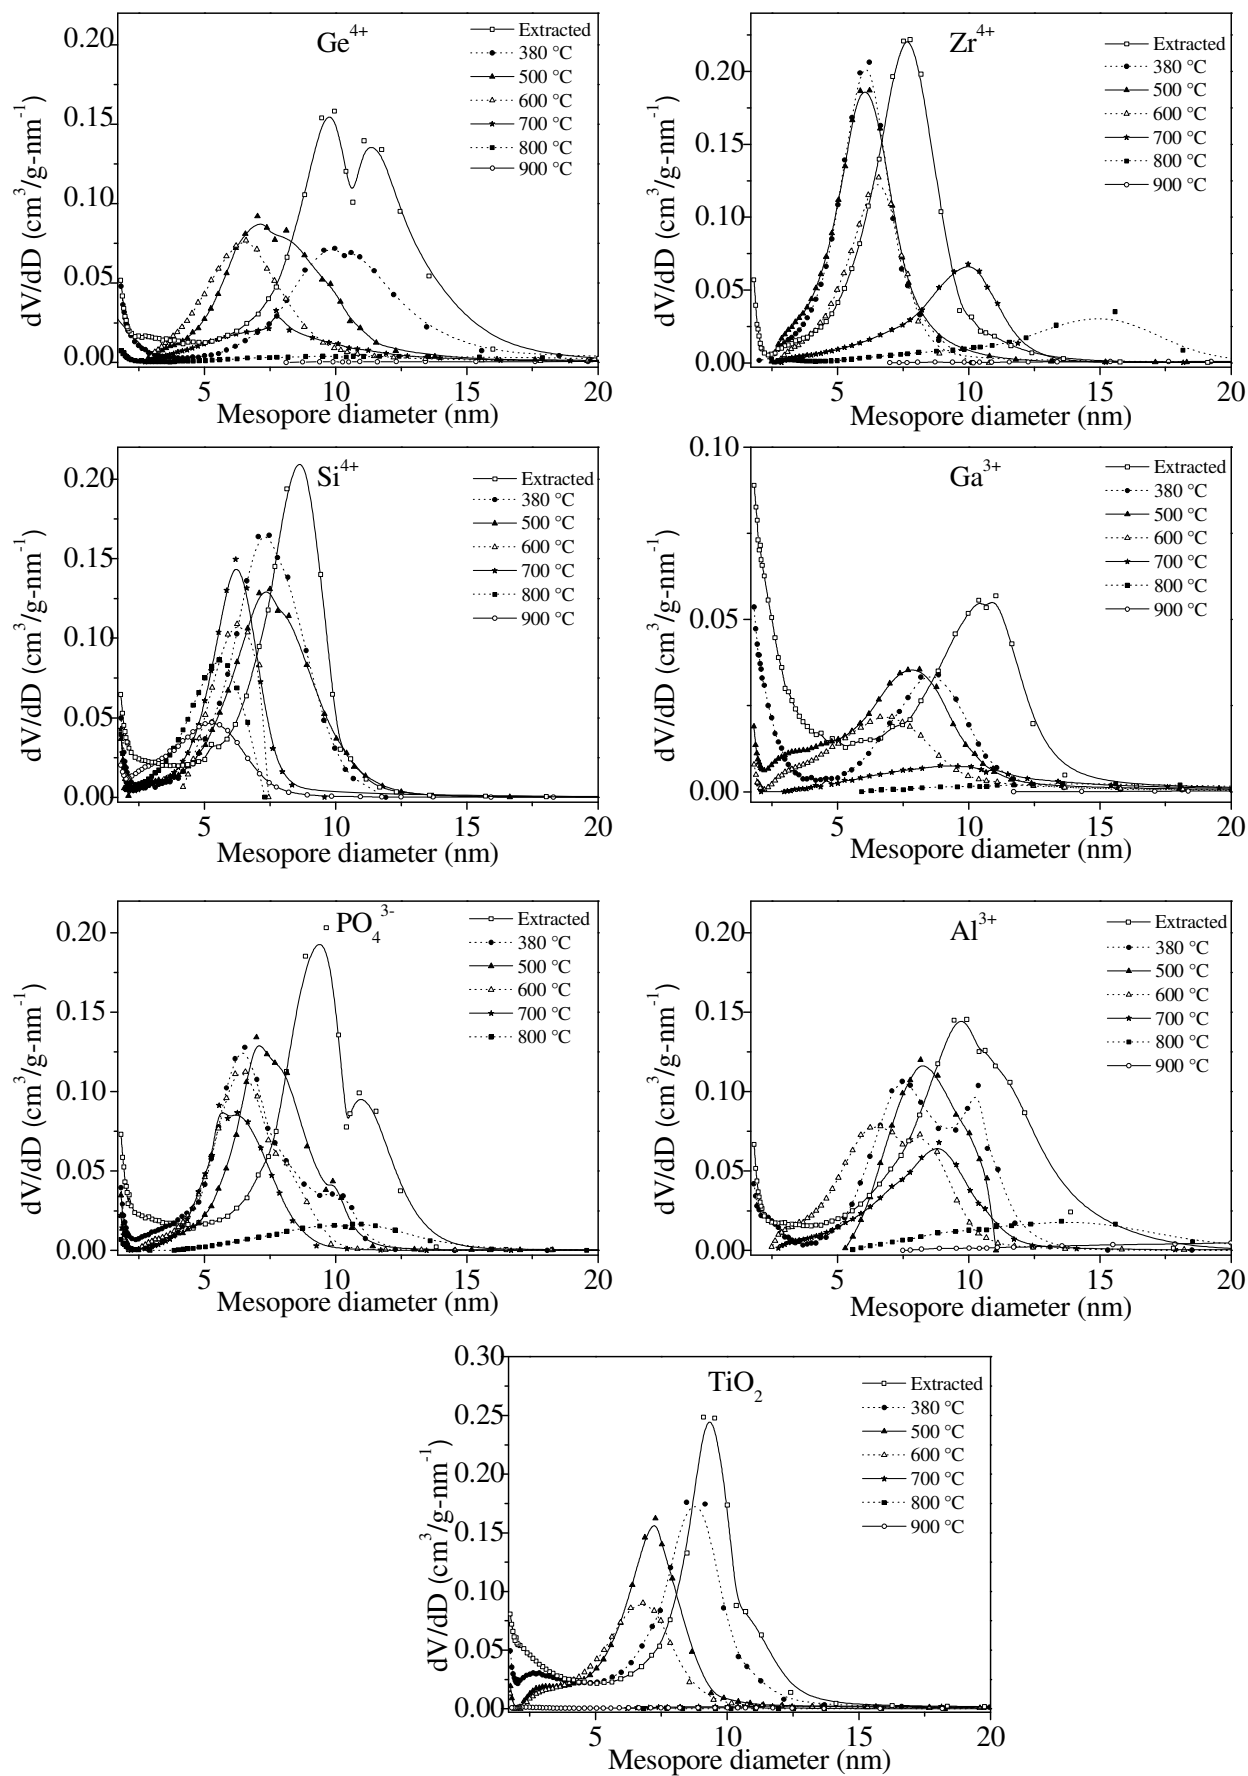 Ge4+
Extracted
380 °C
500 °C
600 °C
700 °C
800 °C
900 °C
0.20
0.15
0.10
0.05
0.00
dV/dD (cm3/g-nm-1)
5 10 15 20
Mesopore diameter (nm)
Zr4+
Extracted
380 °C
500 °C
600 °C
700 °C
800 °C
900 °C
0.20
0.15
0.10
0.05
0.00
dV/dD (cm3/g-nm-1)
5 10 15 20
Mesopore diameter (nm)
Si4+
Extracted
380 °C
500 °C
600 °C
700 °C
800 °C
900 °C
0.20
0.15
0.10
0.05
0.00
dV/dD (cm3/g-nm-1)
5 10 15 20
Mesopore diameter (nm)
Ga3+
Extracted
380 °C
500 °C
600 °C
700 °C
800 °C
900 °C
0.10
0.05
0.00
dV/dD (cm3/g-nm-1)
5 10 15 20
Mesopore diameter (nm)
PO4 3-
Extracted
380 °C
500 °C
600 °C
700 °C
800 °C
0.20
0.15
0.10
0.05
0.00
dV/dD (cm3/g-nm-1)
5 10 15 20
Mesopore diameter (nm)
Al3+
Extracted
380 °C
500 °C
600 °C
700 °C
800 °C
900 °C
0.20
0.15
0.10
0.05
0.00
dV/dD (cm3/g-nm-1)
5 10 15 20
Mesopore diameter (nm)
TiO2
Extracted
380 °C
500 °C
600 °C
700 °C
800 °C
900 °C
0.30
0.25
0.20
0.15
0.10
0.05
0.00
dV/dD (cm3/g-nm-1)
5 10 15 20
Mesopore diameter (nm)